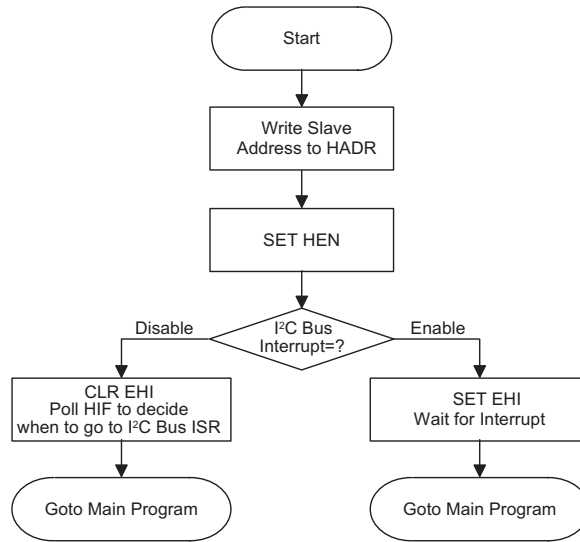 Start
Write Slave
Address to HADR
SET HEN
I²C Bus
Interrupt=?
Disable
Enable
CLR EHI
Poll HIF to decide
when to go to I²C Bus ISR
SET EHI
Wait for Interrupt
Goto Main Program
Goto Main Program